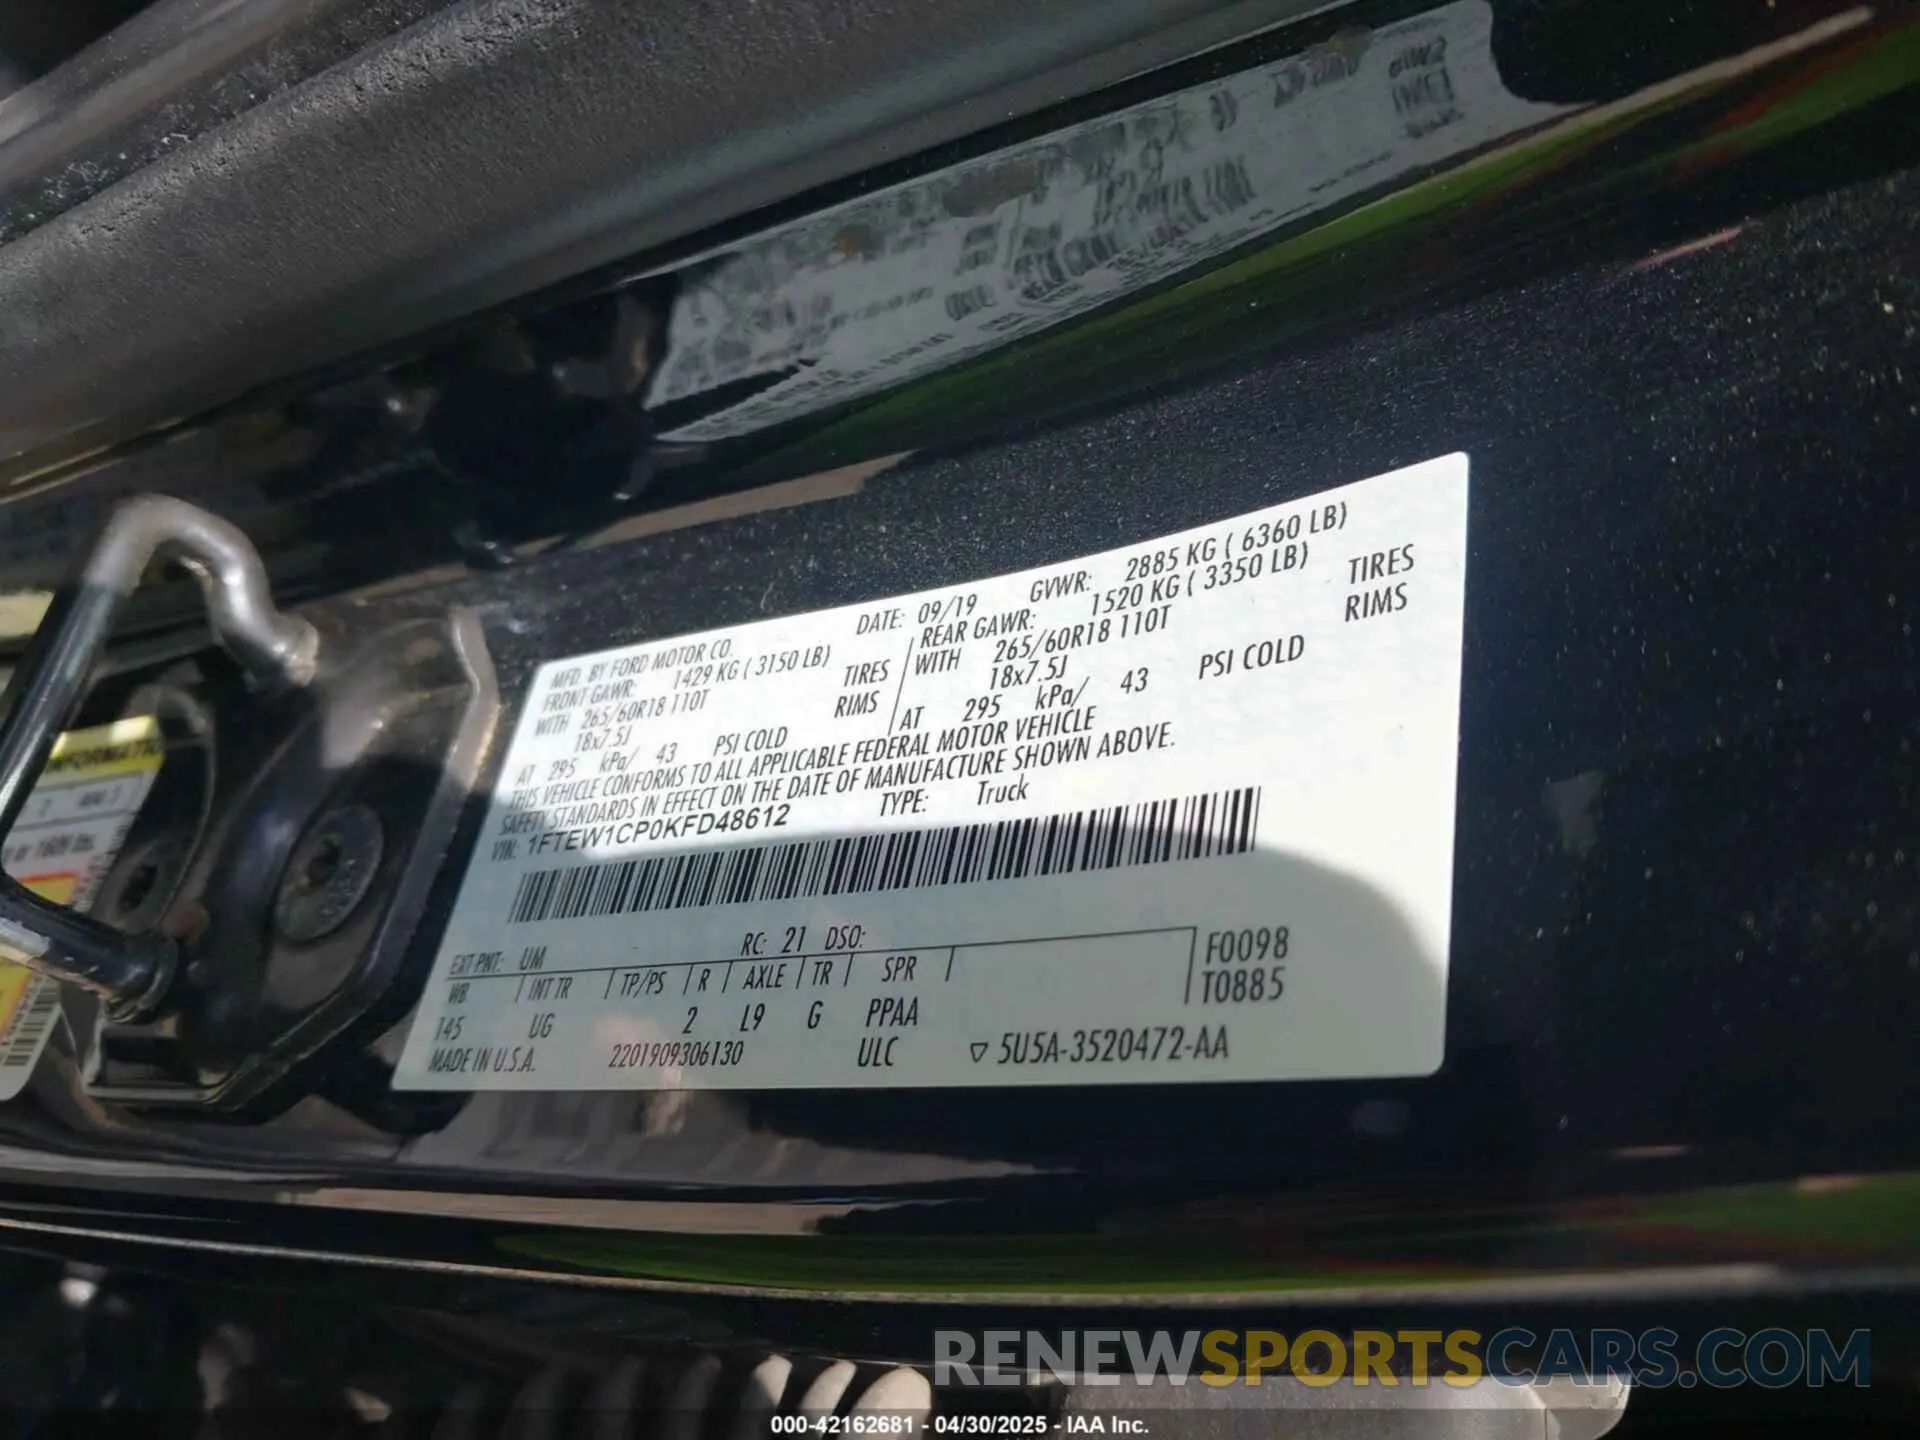 MFD. BY FORD MOTOR CO. DATE: 09/19 GVWR: 2885 KG ( 6360 LB)
FRONT GAWR: 1429 KG ( 3150 LB) REAR GAWR: 1520 KG ( 3350 LB)
WITH 265/60R18 110T TIRES WITH 265/60R18 110T TIRES
18x7.5J RIMS 18x7.5J RIMS
AT 295 kPa/ 43 PSI COLD AT 295 kPa/ 43 PSI COLD
THIS VEHICLE CONFORMS TO ALL APPLICABLE FEDERAL MOTOR VEHICLE
SAFETY STANDARDS IN EFFECT ON THE DATE OF MANUFACTURE SHOWN ABOVE.
VIN: 1FTEW1CP0KFD48612 TYPE: Truck
EXT PNT: UM RC: 21 DSO: F0098
WB INT TR TP/PS R AXLE TR SPR T0885
145 UG 2 L9 G PPAA
MADE IN U.S.A. 2201909306130 ULC ▽ 5U5A-3520472-AA
RENEWSPORTSCARS.COM
000-42162681 - 04/30/2025 - IAA Inc.